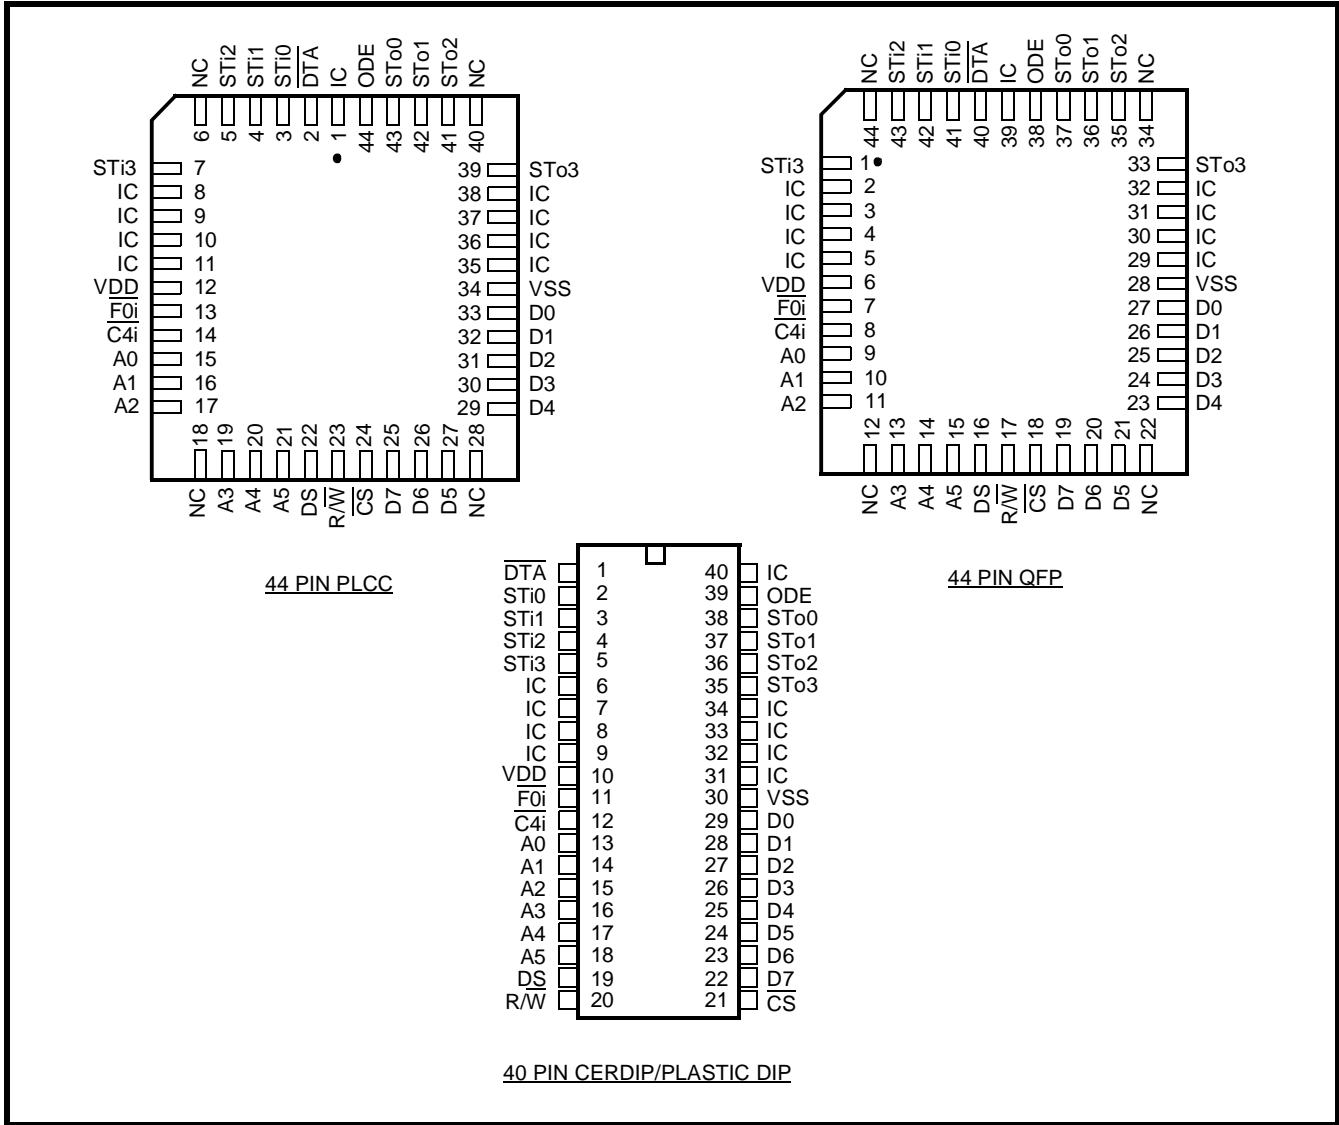 NC STi2 STi1 STi0 D̅T̅A̅ IC ODE STo0 STo1 STo2 NC
6 5 4 3 2 1 44 43 42 41 40
STi3 7 39 STo3
IC 8 38 IC
IC 9 37 IC
IC 10 36 IC
IC 11 35 IC
VDD 12 34 VSS
F̅0̅i̅ 13 33 D0
C̅4̅i̅ 14 32 D1
A0 15 31 D2
A1 16 30 D3
A2 17 29 D4
18 19 20 21 22 23 24 25 26 27 28
NC A3 A4 A5 DS R/W̅ C̅S̅ D7 D6 D5 NC
44 PIN PLCC
NC STi2 STi1 STi0 D̅T̅A̅ IC ODE STo0 STo1 STo2 NC
44 43 42 41 40 39 38 37 36 35 34
STi3 1 33 STo3
IC 2 32 IC
IC 3 31 IC
IC 4 30 IC
IC 5 29 IC
VDD 6 28 VSS
F̅0̅i̅ 7 27 D0
C̅4̅i̅ 8 26 D1
A0 9 25 D2
A1 10 24 D3
A2 11 23 D4
12 13 14 15 16 17 18 19 20 21 22
NC A3 A4 A5 DS R/W̅ C̅S̅ D7 D6 D5 NC
44 PIN QFP
D̅T̅A̅ 1 40 IC
STi0 2 39 ODE
STi1 3 38 STo0
STi2 4 37 STo1
STi3 5 36 STo2
IC 6 35 STo3
IC 7 34 IC
IC 8 33 IC
IC 9 32 IC
VDD 10 31 IC
F̅0̅i̅ 11 30 VSS
C̅4̅i̅ 12 29 D0
A0 13 28 D1
A1 14 27 D2
A2 15 26 D3
A3 16 25 D4
A4 17 24 D5
A5 18 23 D6
DS 19 22 D7
R/W̅ 20 21 C̅S̅
40 PIN CERDIP/PLASTIC DIP